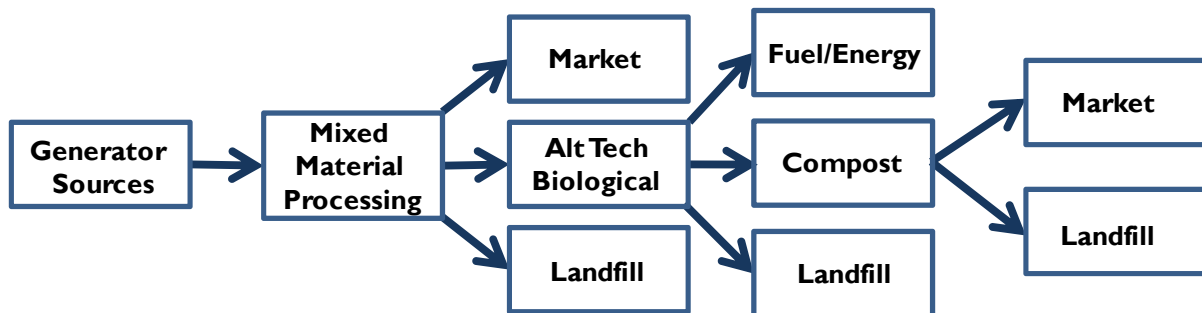 Generator
Sources
Mixed
Material
Processing
Market
Alt Tech
Biological
Landfill
Fuel/Energy
Compost
Landfill
Market
Landfill